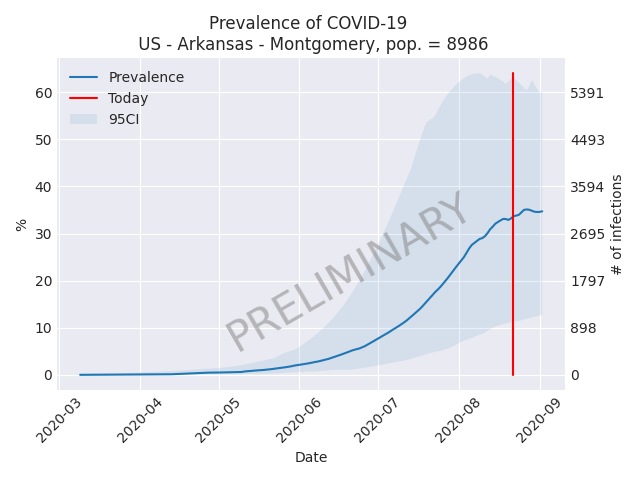 Prevalence of COVID-19
US - Arkansas - Montgomery, pop. = 8986
Prevalence
Today
95CI
60
50
40
30
20
10
0
%
5391
4493
3594
2695
1797
898
0
# of infections
PRELIMINARY
2020-03
2020-04
2020-05
2020-06
2020-07
2020-08
2020-09
Date